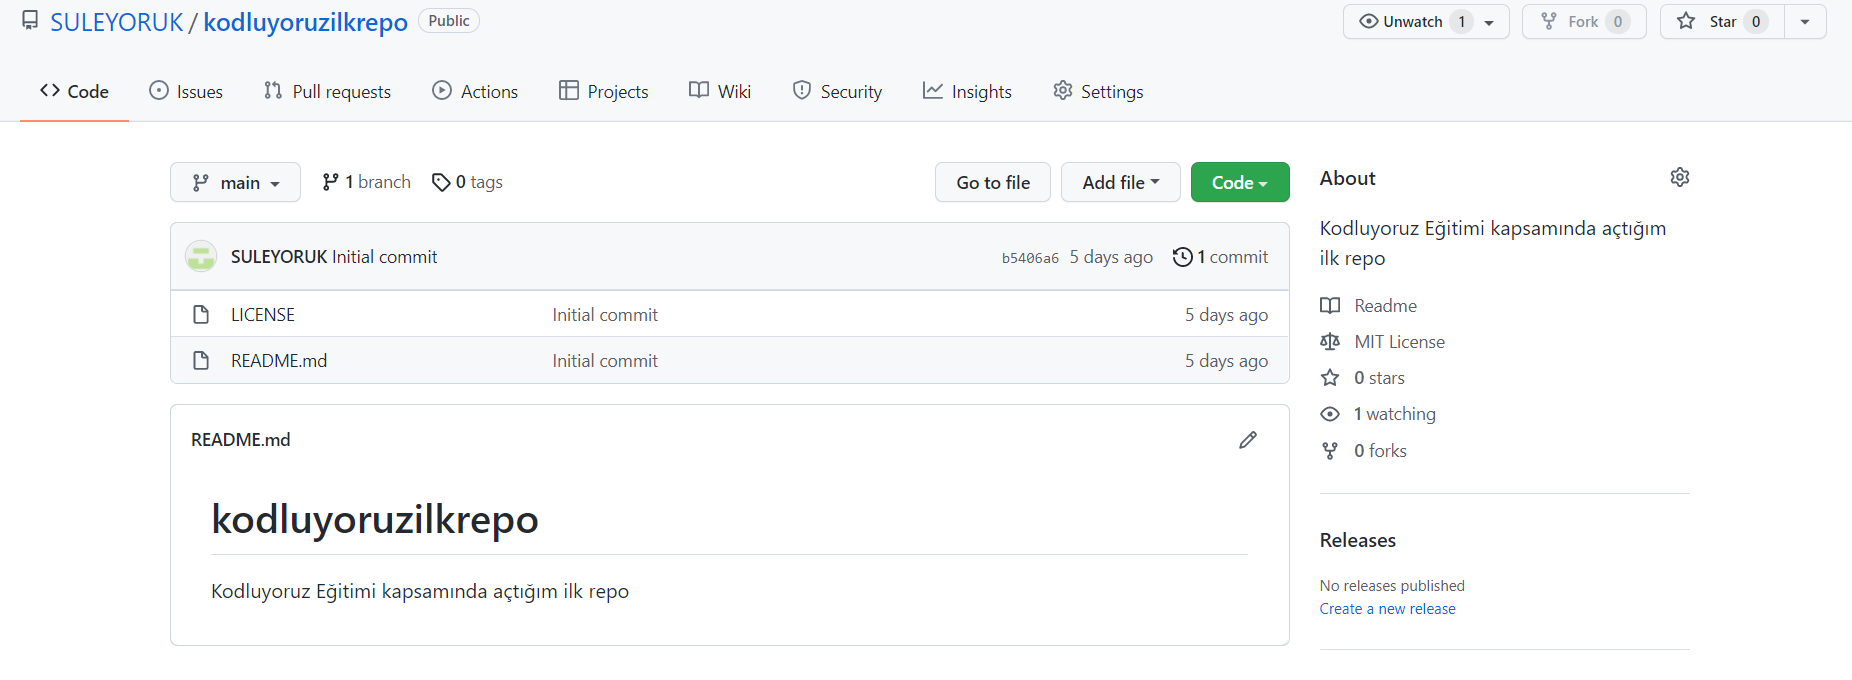 SULEYORUK / kodluyoruzilkrepo Public
Unwatch 1 Fork 0 Star 0
Code Issues Pull requests Actions Projects Wiki Security Insights Settings
main 1 branch 0 tags Go to file Add file Code
SULEYORUK Initial commit b5406a6 5 days ago 1 commit
LICENSE Initial commit 5 days ago
README.md Initial commit 5 days ago
README.md
kodluyoruzilkrepo
Kodluyoruz Eğitimi kapsamında açtığım ilk repo
About
Kodluyoruz Eğitimi kapsamında açtığım
ilk repo
Readme
MIT License
0 stars
1 watching
0 forks
Releases
No releases published
Create a new release